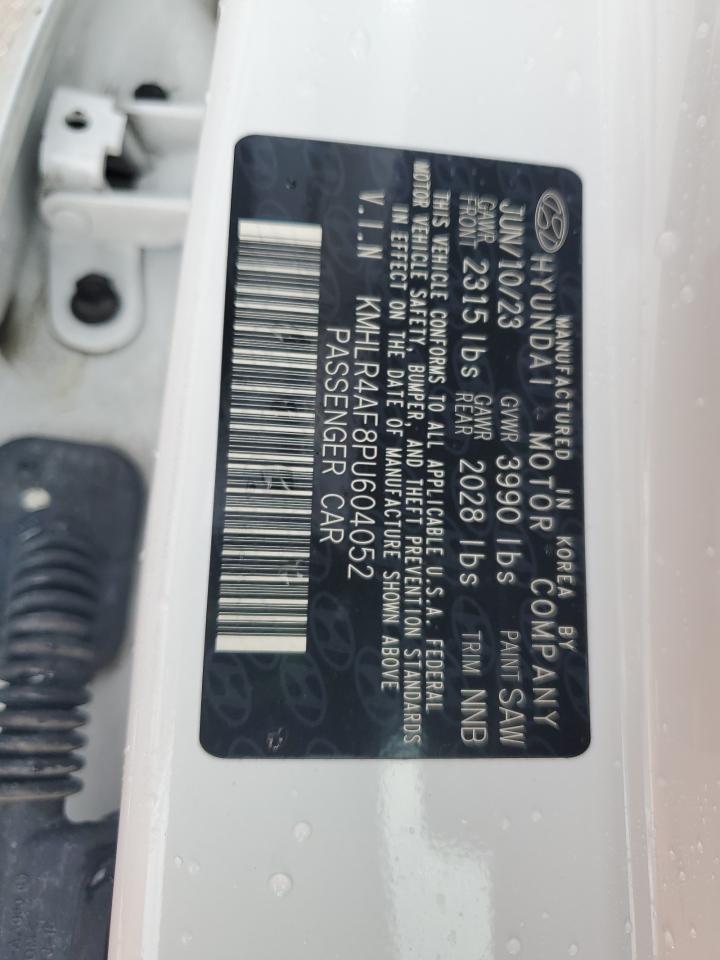 MANUFACTURED IN KOREA BY
HYUNDAI MOTOR COMPANY
JUN/10/23 GVWR 3990 lbs PAINT SAW
GAWR FRONT 2315 lbs GAWR REAR 2028 lbs TRIM NNB
THIS VEHICLE CONFORMS TO ALL APPLICABLE U.S.A. FEDERAL
MOTOR VEHICLE SAFETY, BUMPER, AND THEFT PREVENTION STANDARDS
IN EFFECT ON THE DATE OF MANUFACTURE SHOWN ABOVE
V.I.N KMHLR4AF8PU604052
PASSENGER CAR